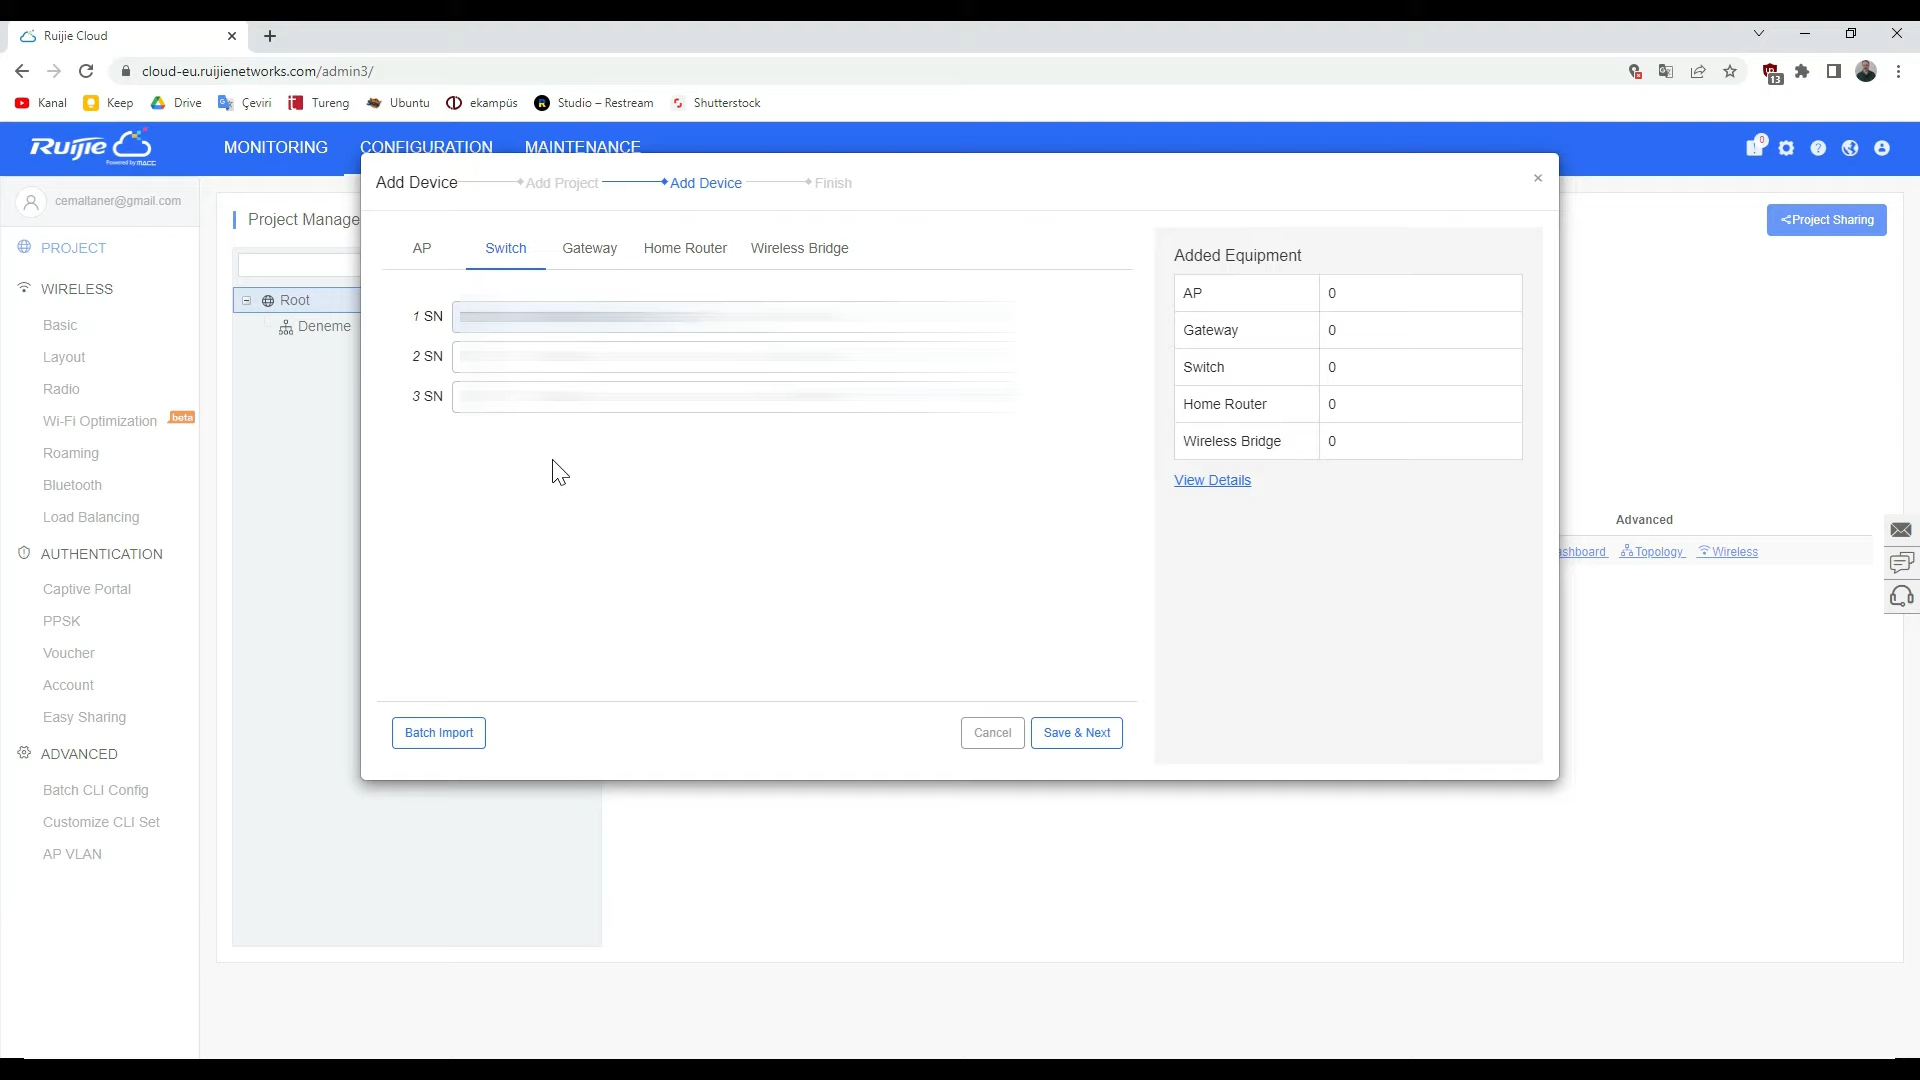 Ruijie Cloud
cloud-eu.ruijienetworks.com/admin3/
13
Kanal Keep Drive Çeviri Tureng Ubuntu ekampüs Studio – Restream Shutterstock
Ruijie
Powered by MACC
MONITORING CONFIGURATION MAINTENANCE
0
cemaltaner@gmail.com
PROJECT
WIRELESS
Basic
Layout
Radio
Wi-Fi Optimization beta
Roaming
Bluetooth
Load Balancing
AUTHENTICATION
Captive Portal
PPSK
Voucher
Account
Easy Sharing
ADVANCED
Batch CLI Config
Customize CLI Set
AP VLAN
Project Manage
Project Sharing
Root
Deneme
Add Device Add Project Add Device Finish
AP Switch Gateway Home Router Wireless Bridge
1 SN
2 SN
3 SN
Batch Import
Cancel
Save & Next
Added Equipment
AP 0
Gateway 0
Switch 0
Home Router 0
Wireless Bridge 0
View Details
Advanced
ashboard Topology Wireless